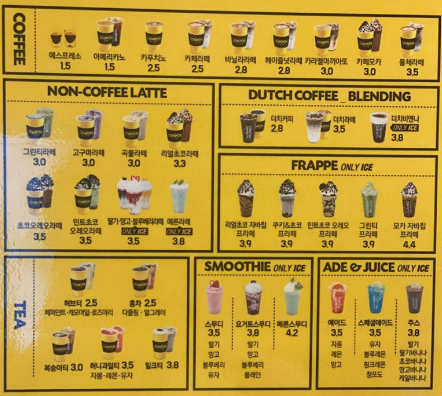 COFFEE
에스프레소 아메리카노 카푸치노 카페라떼 바닐라라떼 헤이즐넛라떼 카라멜마끼아또 카페모카 돌체라떼
1.5 1.5 2.5 2.5 2.8 2.8 3.0 3.0 3.5
NON-COFFEE LATTE
그린티라떼 고구마라떼 곡물라떼 리얼초코라떼
3.0 3.0 3.0 3.3
초코오레오라떼 민트초코 오레오라떼 딸기·망고·블루베리라떼 메론라떼
ONLY ICE ONLY ICE
3.5 3.5 3.5 3.8
DUTCH COFFEE_BLENDING
더치커피 더치라떼 더치비엔나
2.8 3.5 ONLY ICE
3.8
FRAPPE ONLY ICE
리얼초코 자바칩 프라페 쿠키&초코 프라페 민트초코 오레오 프라페 그린티 프라페 모카 자바칩 프라페
3.9 3.9 3.9 3.9 4.4
TEA
허브티 2.5 홍차 2.5
페퍼민트·캐모마일·로즈마리 다즐링·얼그레이
복숭아티 3.0 허니과일티 3.5 밀크티 3.8
자몽·레몬·유자
SMOOTHIE ONLY ICE
스무디 요거트스무디 메론스무디
3.5 3.8 4.2
딸기 딸기
망고 망고
블루베리 블루베리
유자 플레인
ADE & JUICE ONLY ICE
에이드 스페셜에이드 주스
3.5 3.5 3.8
자몽 유자 딸기
레몬 블루레몬 딸기바나나
망고 핑크레몬 초코바나나
청포도 망고바나나
케일바나나